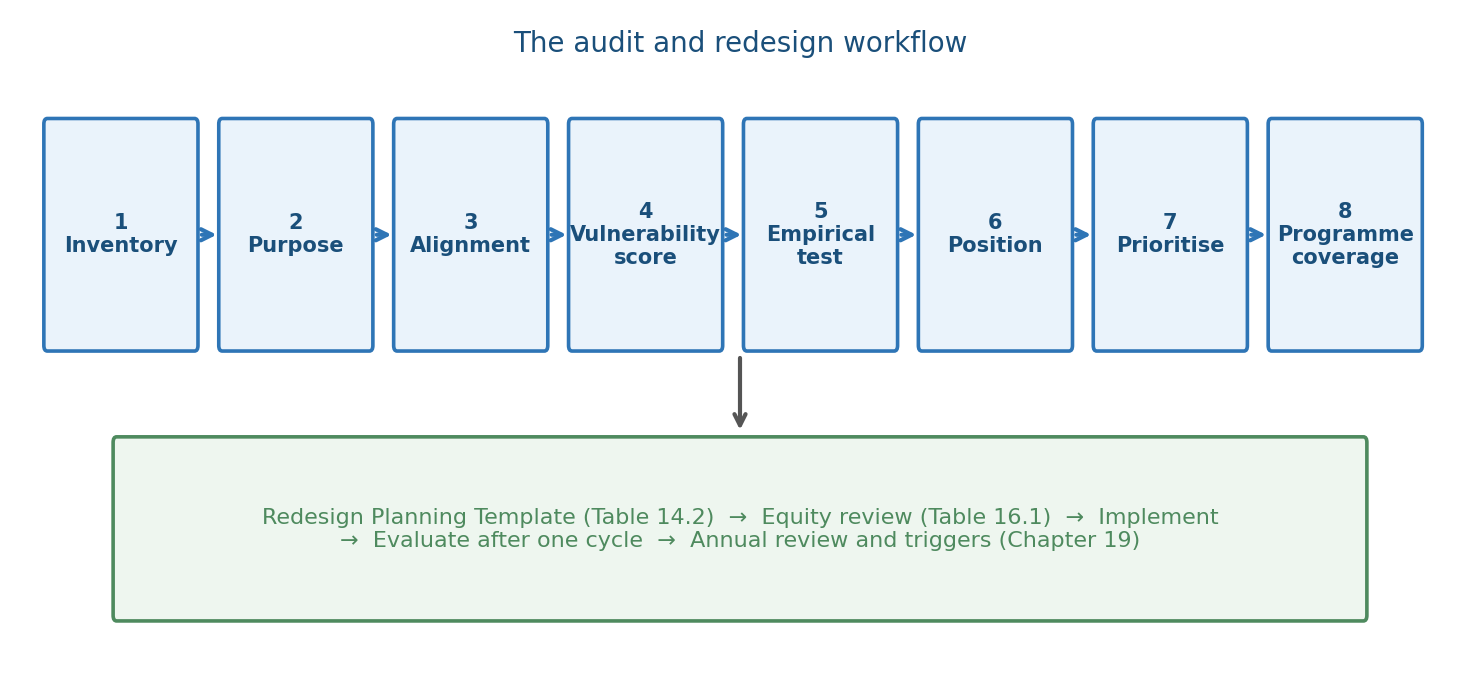 The audit and redesign workflow
1
Inventory
2
Purpose
3
Alignment
4
Vulnerability
score
5
Empirical
test
6
Position
7
Prioritise
8
Programme
coverage
Redesign Planning Template (Table 14.2) → Equity review (Table 16.1) → Implement
→ Evaluate after one cycle → Annual review and triggers (Chapter 19)